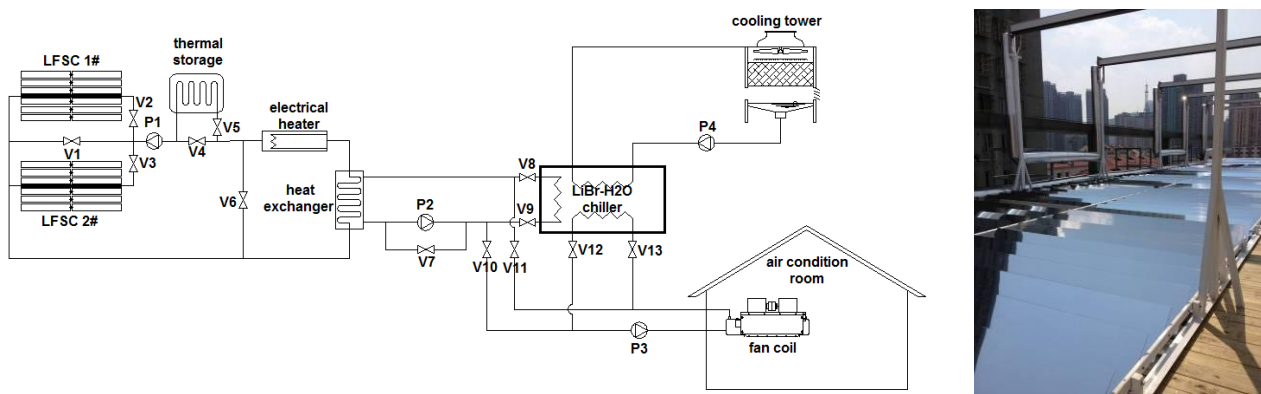 cooling tower
thermal
storage
LFSC 1#
V2
P1
V5
electrical
heater
V1
V3
V4
P4
V8
LiBr-H2O
chiller
heat
exchanger
V6
P2
V9
LFSC 2#
V7
V10
V11
V12
V13
air condition
room
P3
fan coil